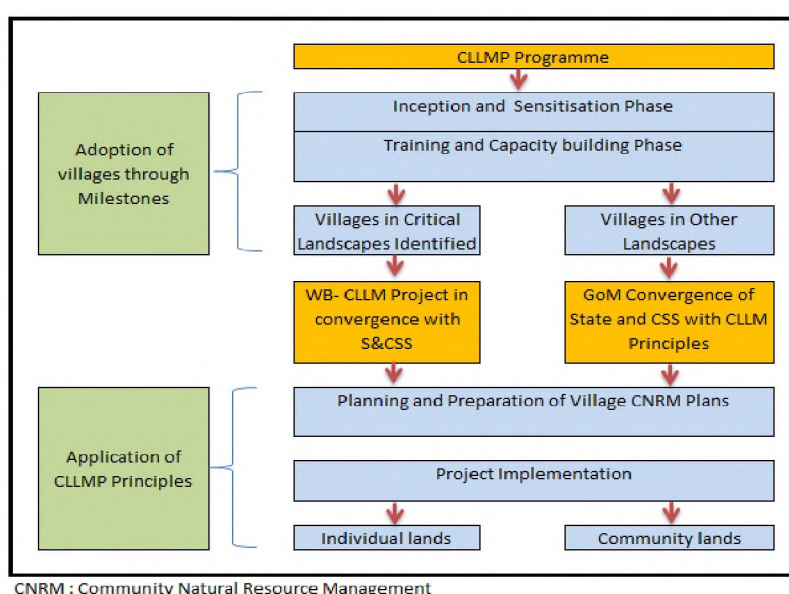 CLLMP Programme
Inception and Sensitisation Phase
Training and Capacity building Phase
Adoption of
villages through
Milestones
Villages in Critical
Landscapes Identified
Villages in Other
Landscapes
WB- CLLM Project in
convergence with
S&CSS
GoM Convergence of
State and CSS with CLLM
Principles
Planning and Preparation of Village CNRM Plans
Application of
CLLMP Principles
Project Implementation
Individual lands
Community lands
CNRM : Community Natural Resource Management